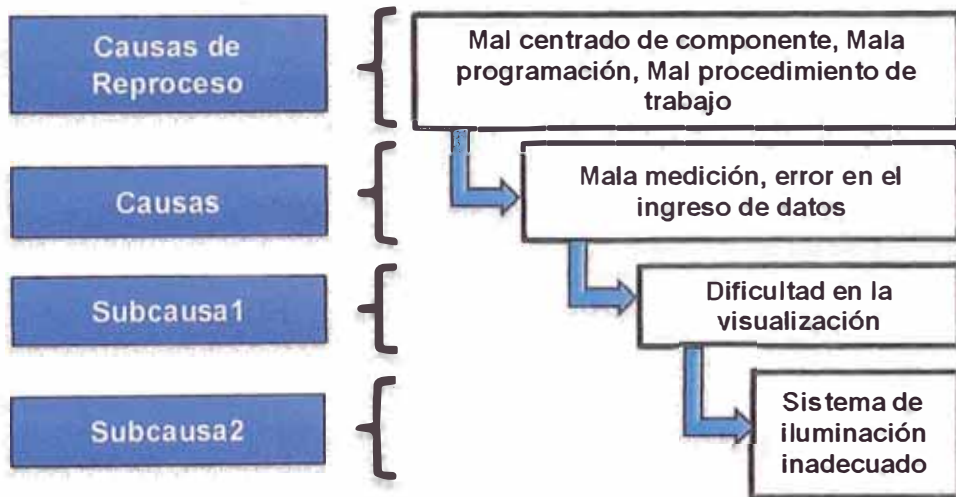 Causas de
Reproceso
Mal centrado de componente, Mala
programación, Mal procedimiento de
trabajo
Causas
Mala medición, error en el
ingreso de datos
Subcausa1
Dificultad en la
visualización
Subcausa2
Sistema de
iluminación
inadecuado